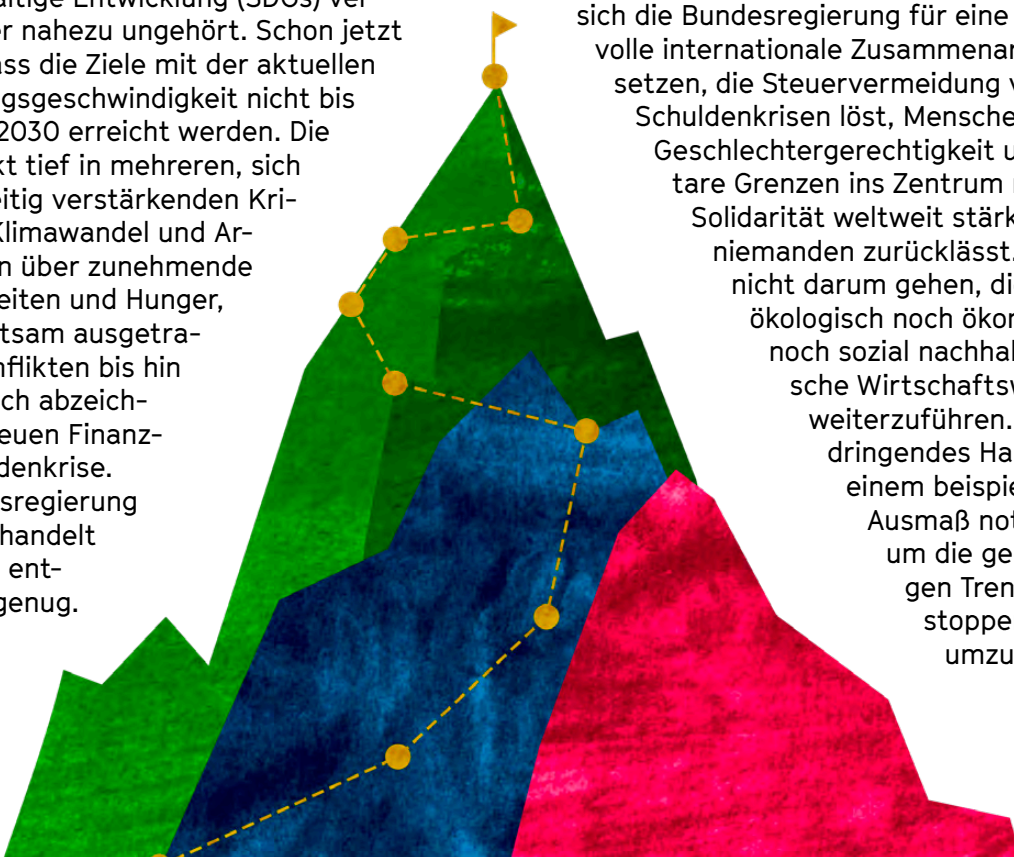 altige Entwicklung (SDGs) ver
r nahezu ungehört. Schon jetzt
ass die Ziele mit der aktuellen
gsgeschwindigkeit nicht bis
2030 erreicht werden. Die
kt tief in mehreren, sich
eitig verstärkenden Kri-
Klimawandel und Ar-
n über zunehmende
eiten und Hunger,
tsam ausgetra-
nflikten bis hin
ch abzeich-
euen Finanz-
denkrise.
sregierung
handelt
ent-
genug.
sich die Bundesregierung für eine
volle internationale Zusammenar
setzen, die Steuervermeidung v
Schuldenkrisen löst, Mensche
Geschlechtergerechtigkeit u
tare Grenzen ins Zentrum
Solidarität weltweit stärk
niemanden zurücklässt.
nicht darum gehen, di
ökologisch noch ökon
noch sozial nachhal
sche Wirtschaftsw
weiterzuführen.
dringendes Ha
einem beispie
Ausmaß not
um die ge
gen Tren
stoppe
umzu